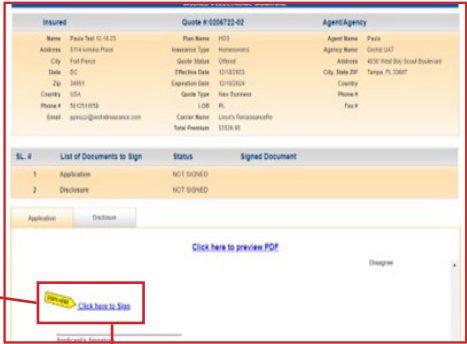 Insured Quote #:0206722-02 Agent/Agency
Name Paula Test 10.18.23 Plan Name HO3 Agent Name Paula
Address 5114 Plaza Insurance Type Homeowners Agency Name Orchid UAT
City Fort Pierce Quote Status Offered Address 4030 West Boy Scout Boulevard
State Effective Date 12/18/2023 City, State ZIP Tampa, FL 33607
Zip 34951 Expiration Date 12/18/2024 Country
Country USA Quote Type New Business Phone #
Phone # LOB PL Fax #
Email Carrier Name Lloyd's RenaissanceRe
Total Premium
SL. # List of Documents to Sign Status Signed Document
1 Application NOT SIGNED
2 Disclosure NOT SIGNED
Application Disclosure
Click here to preview PDF
Disagree
Click here to Sign
Applicant's Signature